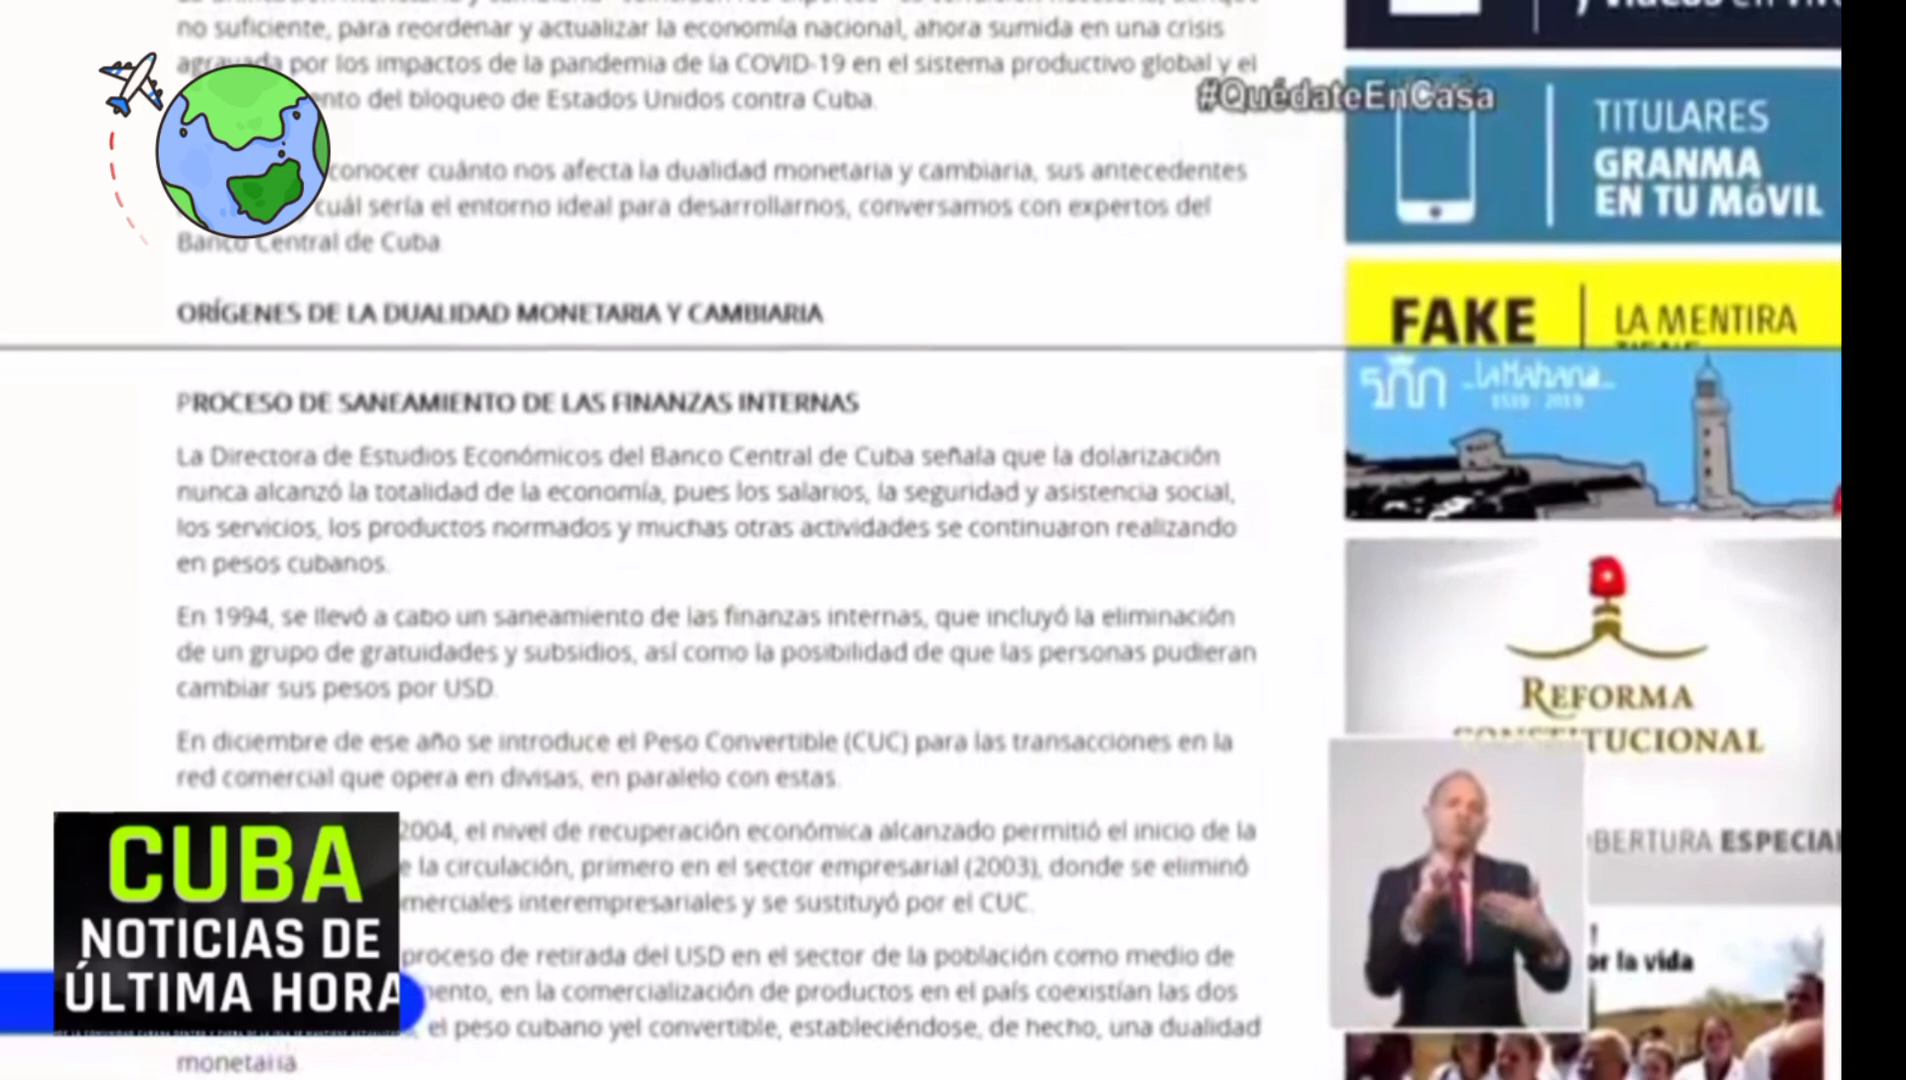 no suficiente, para reordenar y actualizar la economía nacional, ahora sumida en una crisis
agravada por los impactos de la pandemia de la COVID-19 en el sistema productivo global y el
ento del bloqueo de Estados Unidos contra Cuba.
conocer cuánto nos afecta la dualidad monetaria y cambiaria, sus antecedentes
cuál sería el entorno ideal para desarrollarnos, conversamos con expertos del
Banco Central de Cuba
ORÍGENES DE LA DUALIDAD MONETARIA Y CAMBIARIA
PROCESO DE SANEAMIENTO DE LAS FINANZAS INTERNAS
La Directora de Estudios Económicos del Banco Central de Cuba señala que la dolarización
nunca alcanzó la totalidad de la economía, pues los salarios, la seguridad y asistencia social,
los servicios, los productos normados y muchas otras actividades se continuaron realizando
en pesos cubanos.
En 1994, se llevó a cabo un saneamiento de las finanzas internas, que incluyó la eliminación
de un grupo de gratuidades y subsidios, así como la posibilidad de que las personas pudieran
cambiar sus pesos por USD.
En diciembre de ese año se introduce el Peso Convertible (CUC) para las transacciones en la
red comercial que opera en divisas, en paralelo con estas.
2004, el nivel de recuperación económica alcanzado permitió el inicio de la
e la circulación, primero en el sector empresarial (2003), donde se eliminó
merciales interempresariales y se sustituyó por el CUC.
proceso de retirada del USD en el sector de la población como medio de
ento, en la comercialización de productos en el país coexistían las dos
, el peso cubano yel convertible, estableciéndose, de hecho, una dualidad
monetaria
CUBA
NOTICIAS DE
ÚLTIMA HORA
#QuédateEnCasa
TITULARES
GRANMA
EN TU MÓVIL
FAKE
LA MENTIRA
500 La Habana
1519 - 2019
REFORMA
CONSTITUCIONAL
BERTURA ESPECIAL
or la vida